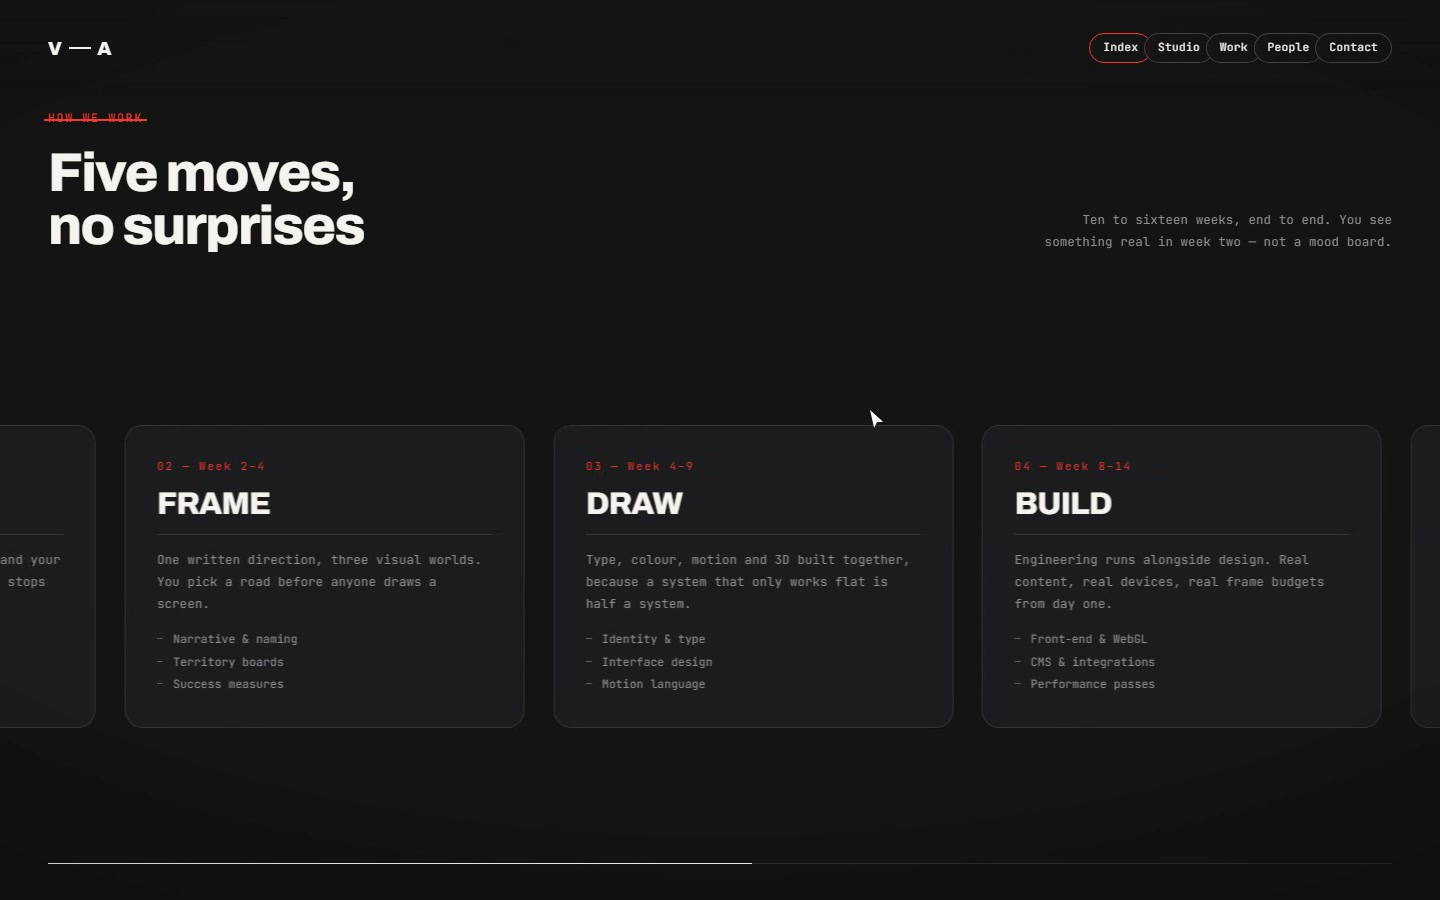 V — A
Index Studio Work People Contact
HOW WE WORK
Five moves,
no surprises
Ten to sixteen weeks, end to end. You see
something real in week two — not a mood board.
and your
stops
02 — Week 2–4
FRAME
One written direction, three visual worlds.
You pick a road before anyone draws a
screen.
– Narrative & naming
– Territory boards
– Success measures
03 — Week 4–9
DRAW
Type, colour, motion and 3D built together,
because a system that only works flat is
half a system.
– Identity & type
– Interface design
– Motion language
04 — Week 8–14
BUILD
Engineering runs alongside design. Real
content, real devices, real frame budgets
from day one.
– Front-end & WebGL
– CMS & integrations
– Performance passes